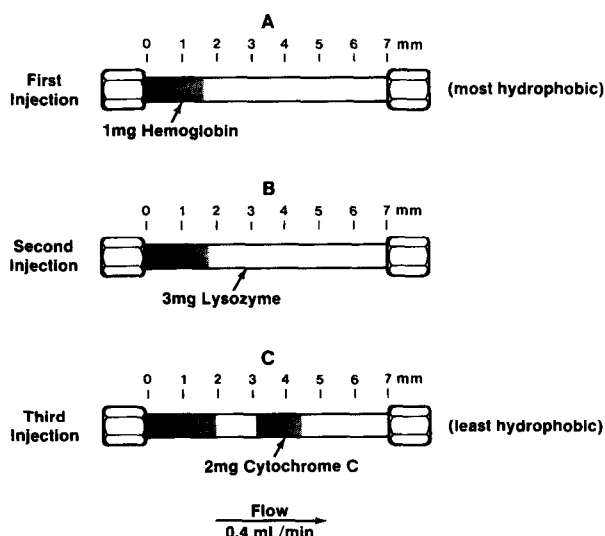 A
0 1 2 3 4 5 6 7 mm
First
Injection
(most hydrophobic)
1mg Hemoglobin
B
0 1 2 3 4 5 6 7 mm
Second
Injection
3mg Lysozyme
C
0 1 2 3 4 5 6 7 mm
Third
Injection
(least hydrophobic)
2mg Cytochrome C
Flow
0.4 mL/min